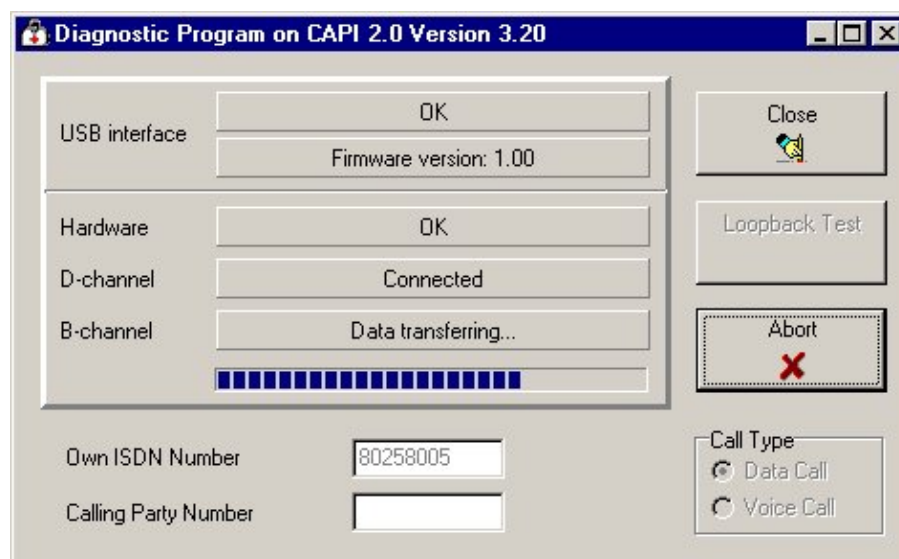 Diagnostic Program on CAPI 2.0 Version 3.20
USB interface
OK
Firmware version: 1.00
Close
Hardware
OK
Loopback Test
D-channel
Connected
B-channel
Data transferring...
Abort
Own ISDN Number
80258005
Calling Party Number
Call Type
Data Call
Voice Call